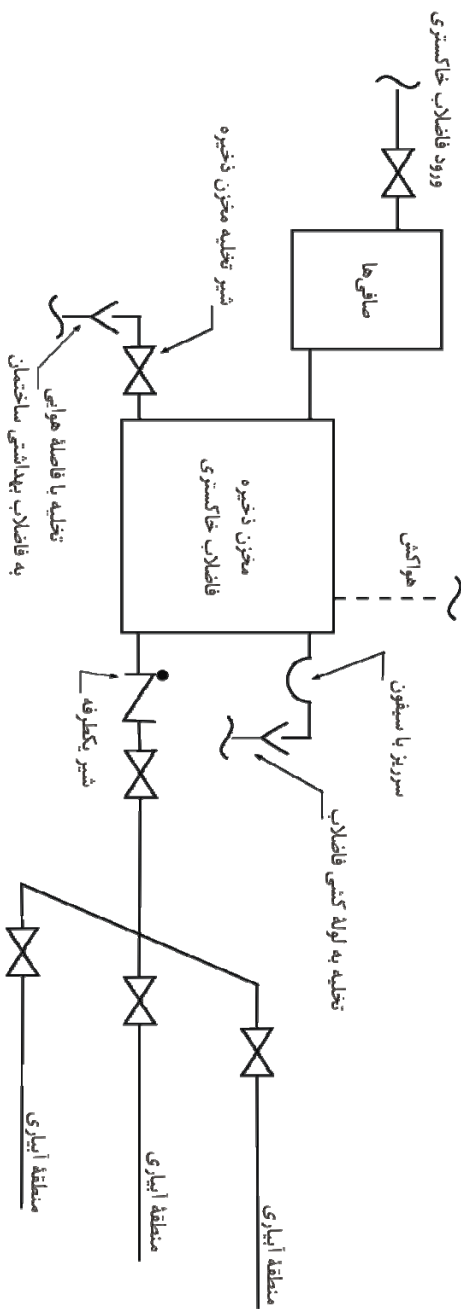 ورود فاضلاب خاکستری
صافی‌ها
شیر تخلیه مخزن ذخیره
تخلیه با فاصلهٔ هوایی
به فاضلاب بهداشتی ساختمان
مخزن ذخیره
فاضلاب خاکستری
هواکش
سرریز با سیفون
تخلیه به لولهٔ کشی فاضلاب
شیر یکطرفه
منطقهٔ آبیاری
منطقهٔ آبیاری
منطقهٔ آبیاری